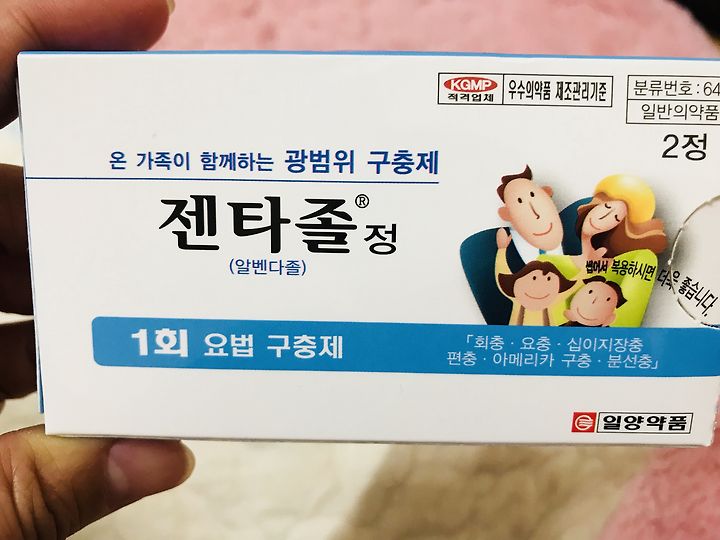 KGMP
적격업체
우수의약품 제조관리기준
분류번호 : 64
일반의약품
2정
온 가족이 함께하는 광범위 구충제
젠타졸® 정
(알벤다졸)
씹어서 복용하시면 더욱 좋습니다.
1회 요법 구충제
「회충 · 요충 · 십이지장충
편충 · 아메리카 구충 · 분선충」
일양약품